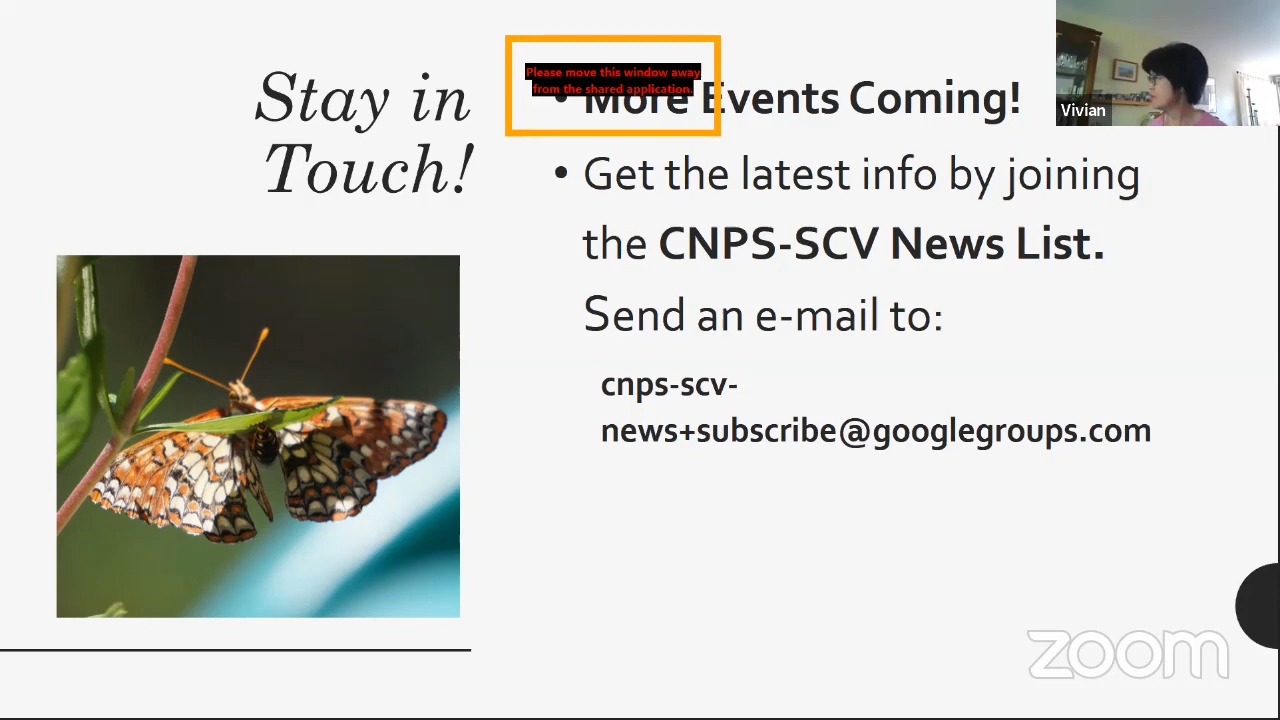 Stay in
Touch!
Please move this window away
from the shared application.
• More Events Coming!
• Get the latest info by joining
the CNPS-SCV News List.
Send an e-mail to:
cnps-scv-
news+subscribe@googlegroups.com
Vivian
zoom